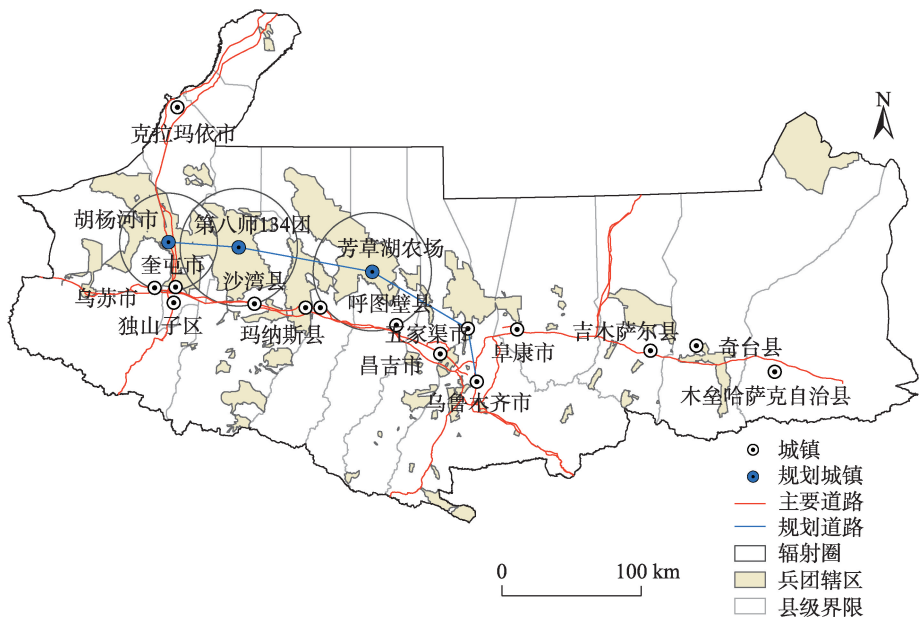 N
克拉玛依市
胡杨河市
第八师134团
芳草湖农场
奎屯市
乌苏市
沙湾县
呼图壁县
独山子区
玛纳斯县
五家渠市
吉木萨尔县
昌吉市
阜康市
奇台县
乌鲁木齐市
木垒哈萨克自治县
城镇
规划城镇
主要道路
规划道路
辐射圈
兵团辖区
县级界限
0 100 km